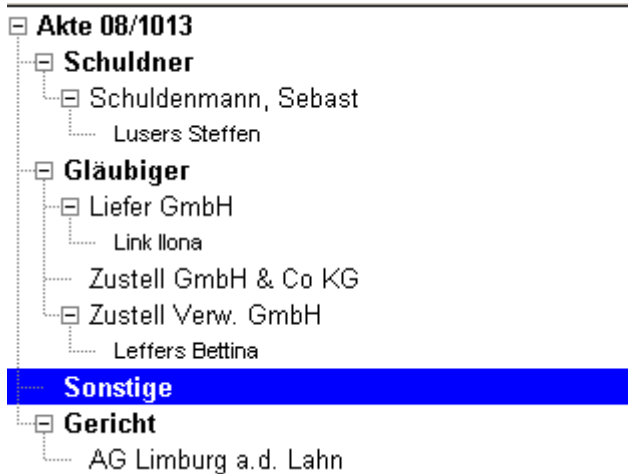 Akte 08/1013
Schuldner
Schuldenmann, Sebast
Lusers Steffen
Gläubiger
Liefer GmbH
Link Ilona
Zustell GmbH & Co KG
Zustell Verw. GmbH
Leffers Bettina
Sonstige
Gericht
AG Limburg a.d. Lahn